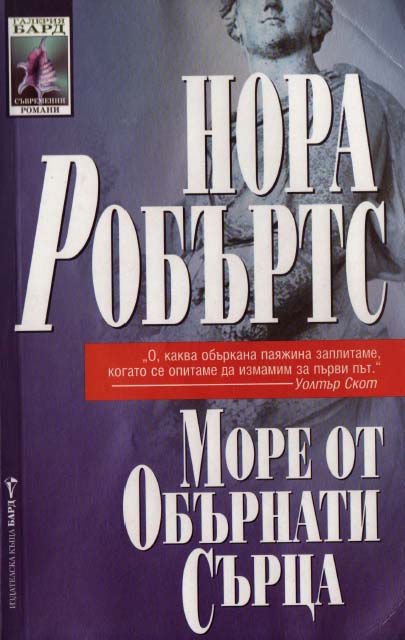 ГАЛЕРИЯ
БАРД
СЪВРЕМЕННИ
РОМАНИ
НОРА
РОБЪРТС
„О, каква объркана паяжина заплитаме,
когато се опитаме да измамим за първи път.“
Уолтър Скот
МОРЕ ОТ
ОБЪРНАТИ
СЪРЦА
ИЗДАТЕЛСКА КЪЩА БАРД